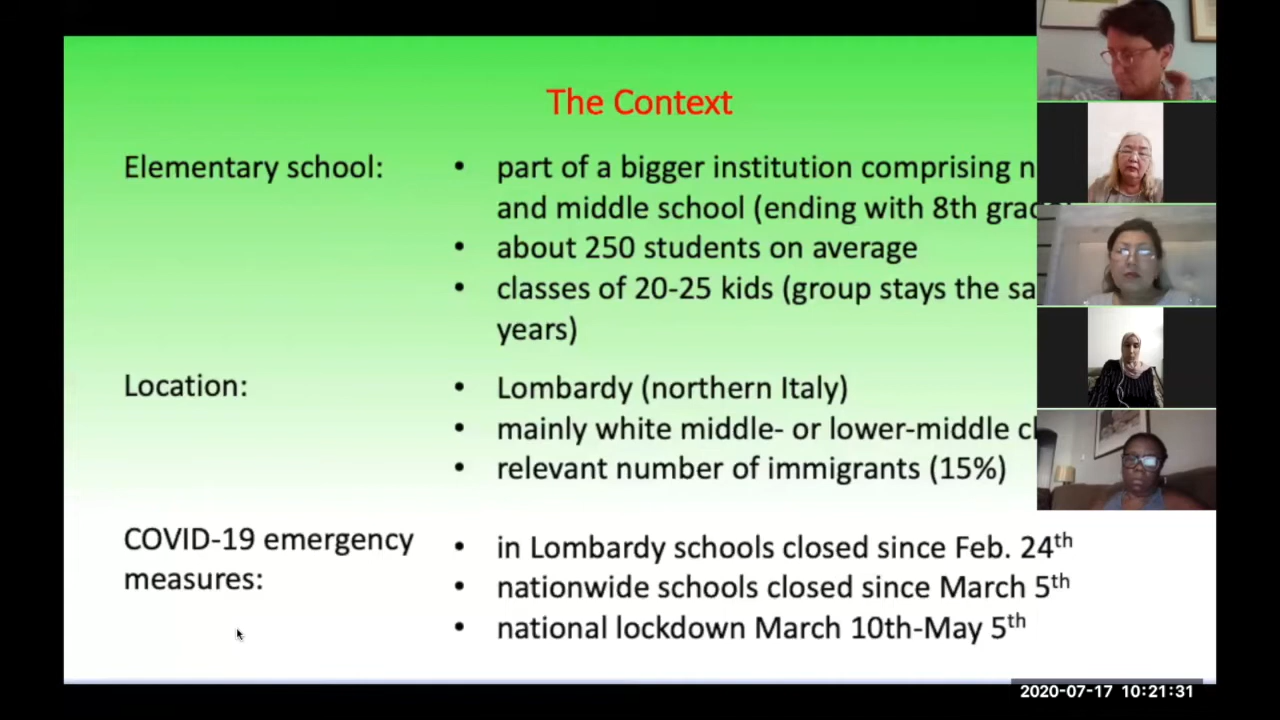 The Context
Elementary school:
• part of a bigger institution comprising
and middle school (ending with 8th
• about 250 students on average
• classes of 20-25 kids (group stays the
years)
Location:
• Lombardy (northern Italy)
• mainly white middle- or lower-middle
• relevant number of immigrants (15%)
COVID-19 emergency
measures:
• in Lombardy schools closed since Feb. 24th
• nationwide schools closed since March 5th
• national lockdown March 10th-May 5th
2020-07-17 10:21:31